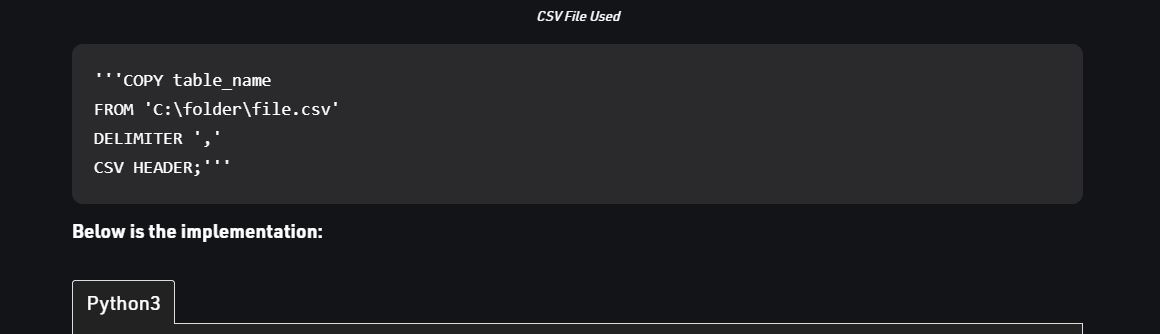 CSV File Used
'''COPY table_name
FROM 'C:\folder\file.csv'
DELIMITER ','
CSV HEADER;'''
Below is the implementation:
Python3